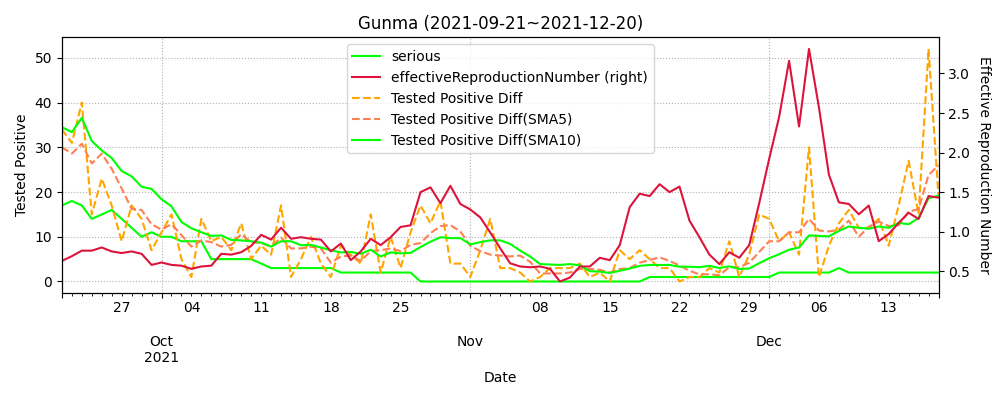 Gunma (2021-09-21~2021-12-20)
serious
effectiveReproductionNumber (right)
Tested Positive Diff
Tested Positive Diff(SMA5)
Tested Positive Diff(SMA10)
Tested Positive
50
40
30
20
10
0
3.0
2.5
2.0
1.5
1.0
0.5
Effective Reproduction Number
27 04 11 18 25 08 15 22 29 06 13
Oct Nov Dec
2021
Date